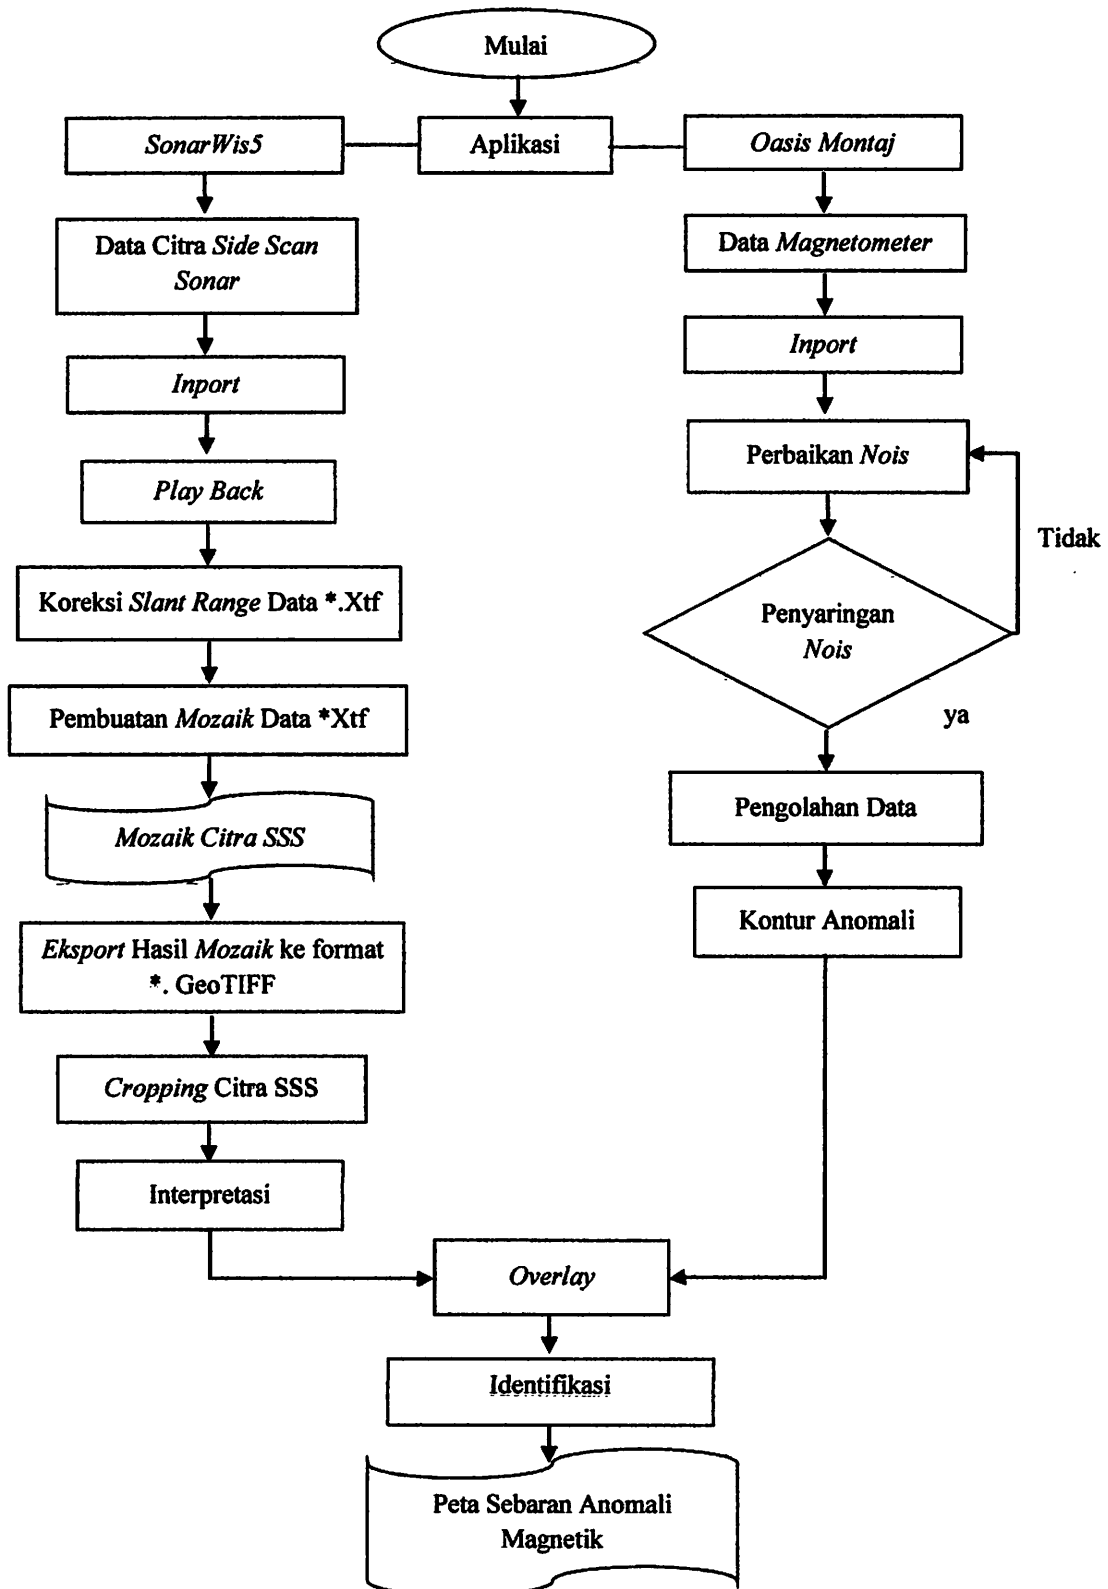 Mulai
Aplikasi
SonarWis5
Data Citra Side Scan
Sonar
Inport
Play Back
Koreksi Slant Range Data *.Xtf
Pembuatan Mozaik Data *Xtf
Mozaik Citra SSS
Eksport Hasil Mozaik ke format
*. GeoTIFF
Cropping Citra SSS
Interpretasi
Oasis Montaj
Data Magnetometer
Inport
Perbaikan Nois
Tidak
Penyaringan
Nois
ya
Pengolahan Data
Kontur Anomali
Overlay
Identifikasi
Peta Sebaran Anomali
Magnetik